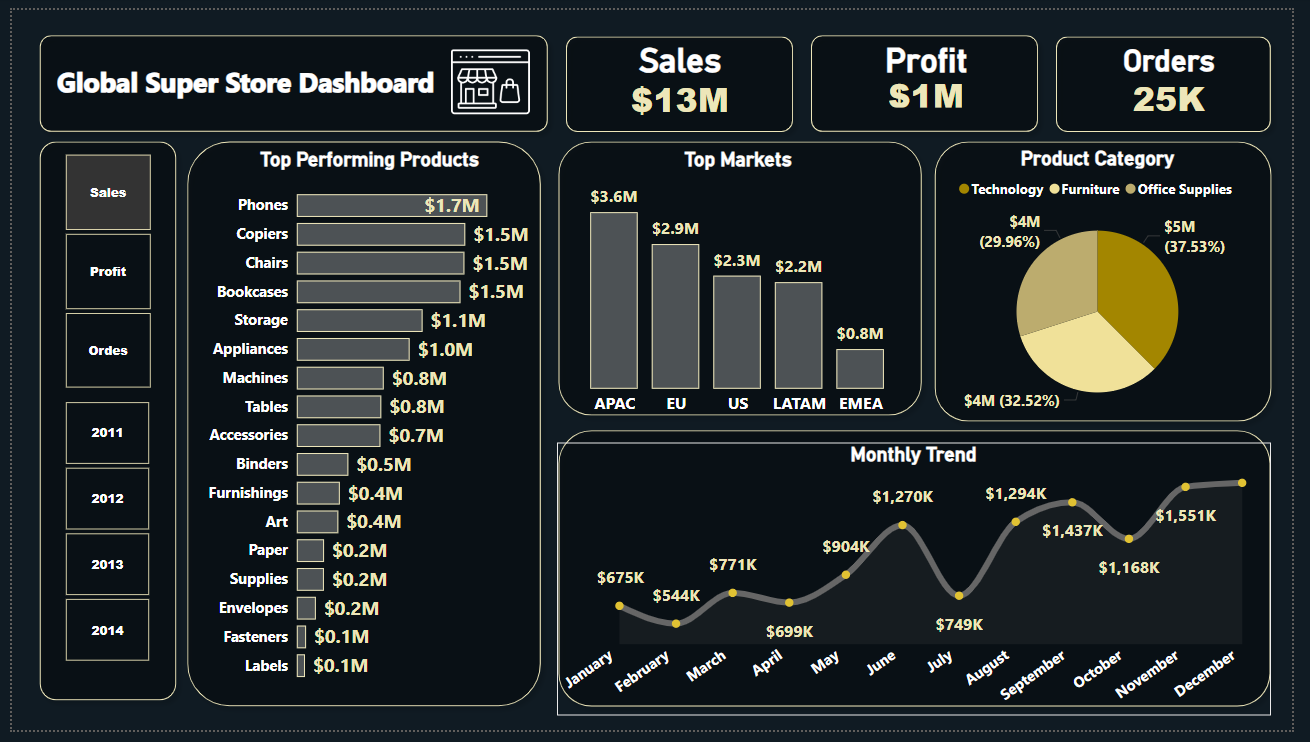 Global Super Store Dashboard
Sales
$13M
Profit
$1M
Orders
25K
Sales
Profit
Ordes
2011
2012
2013
2014
Top Performing Products
Phones $1.7M
Copiers $1.5M
Chairs $1.5M
Bookcases $1.5M
Storage $1.1M
Appliances $1.0M
Machines $0.8M
Tables $0.8M
Accessories $0.7M
Binders $0.5M
Furnishings $0.4M
Art $0.4M
Paper $0.2M
Supplies $0.2M
Envelopes $0.2M
Fasteners $0.1M
Labels $0.1M
Top Markets
$3.6M $2.9M $2.3M $2.2M $0.8M
APAC EU US LATAM EMEA
Product Category
Technology Furniture Office Supplies
$4M
(29.96%)
$5M
(37.53%)
$4M (32.52%)
Monthly Trend
$675K $544K $771K $699K $904K $1,270K $749K $1,294K $1,437K $1,168K $1,551K
January February March April May June July August September October November December